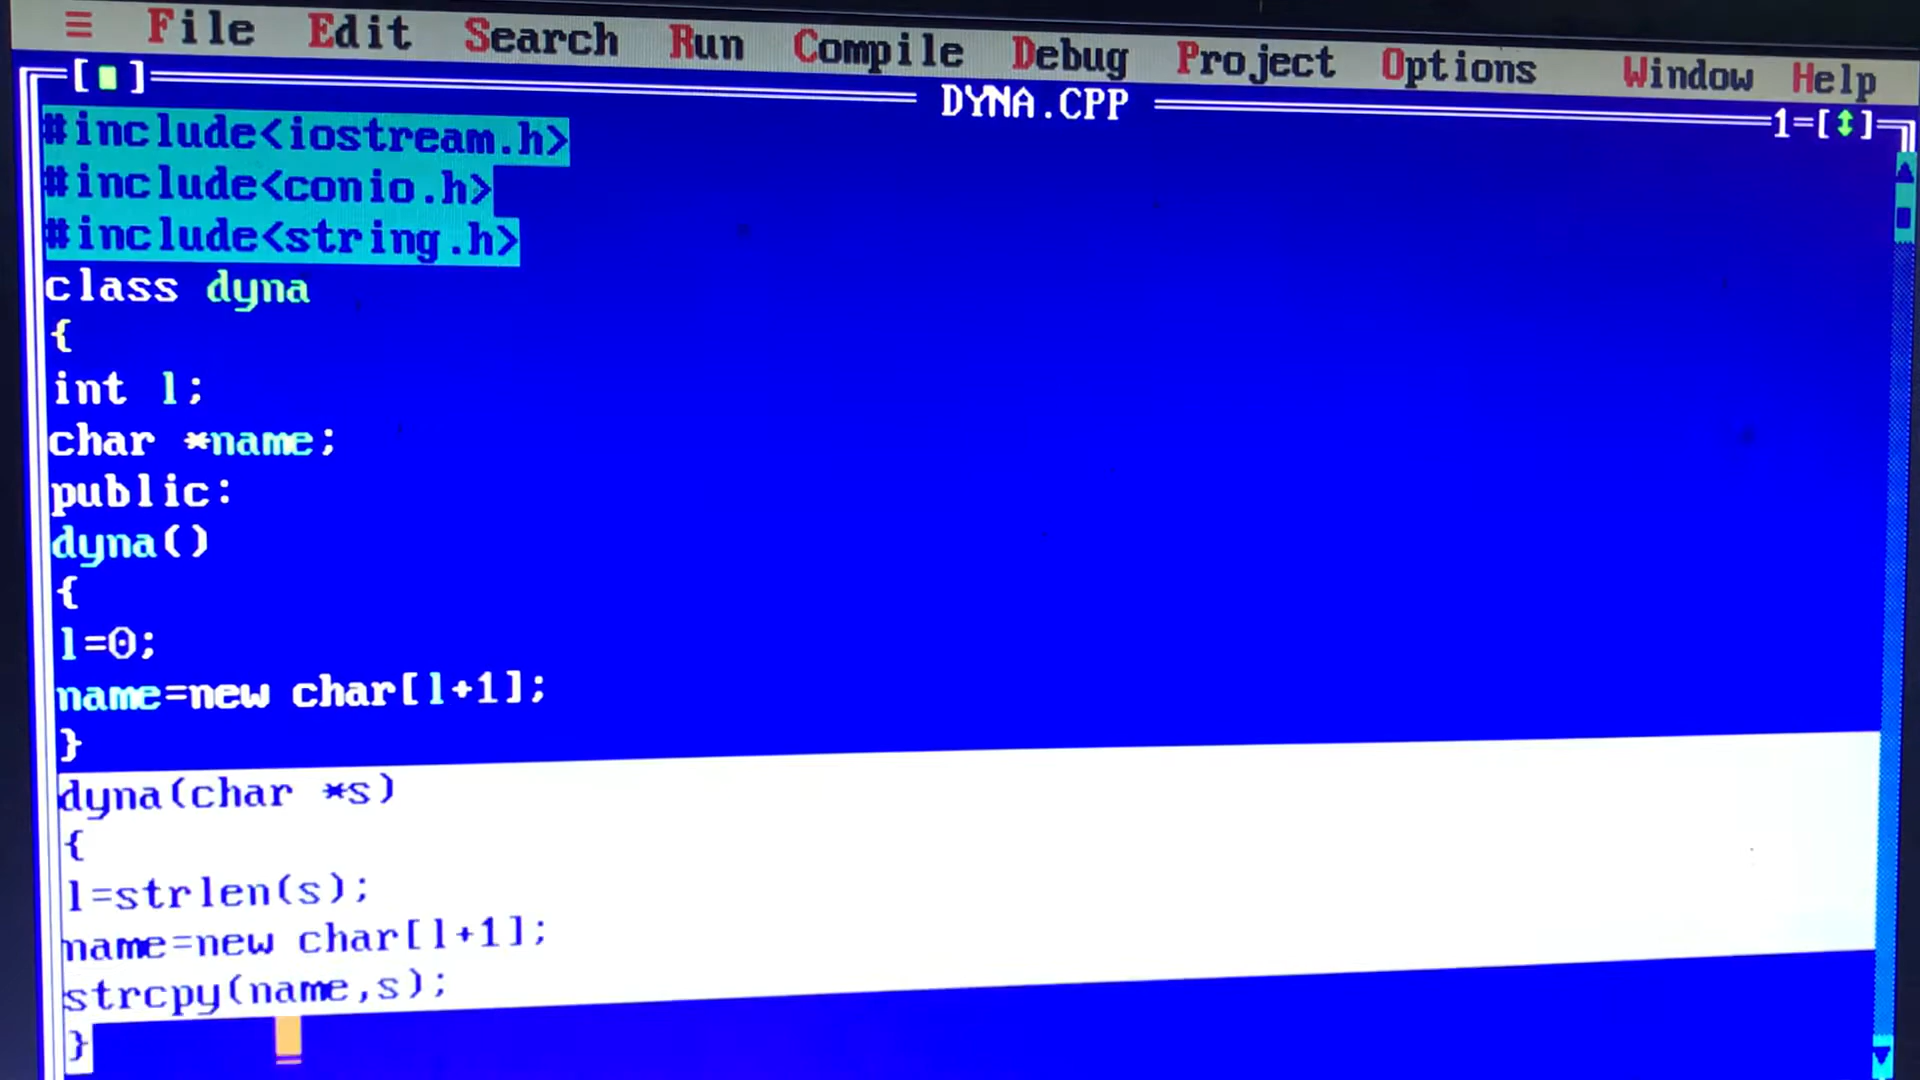 ≡ File Edit Search Run Compile Debug Project Options Window Help
[■] DYNA.CPP 1=[↕]
#include<iostream.h>
#include<conio.h>
#include<string.h>
class dyna
{
int l;
char *name;
public:
dyna()
{
l=0;
name=new char[l+1];
}
dyna(char *s)
{
l=strlen(s);
name=new char[l+1];
strcpy(name,s);
}